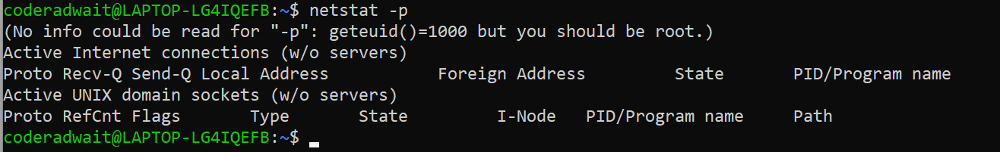 coderadwait@LAPTOP-LG4IQEFB:~$ netstat -p
(No info could be read for "-p": geteuid()=1000 but you should be root.)
Active Internet connections (w/o servers)
Proto Recv-Q Send-Q Local Address           Foreign Address         State       PID/Program name
Active UNIX domain sockets (w/o servers)
Proto RefCnt Flags       Type       State         I-Node   PID/Program name     Path
coderadwait@LAPTOP-LG4IQEFB:~$